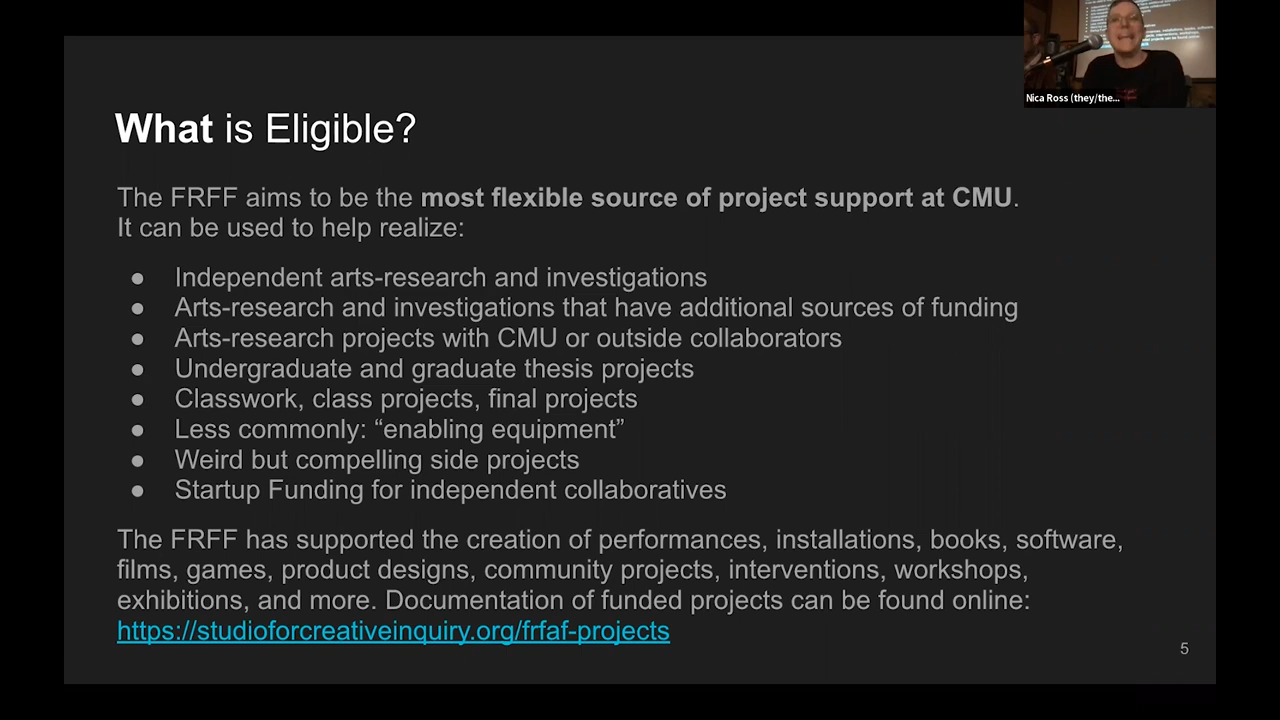 Nica Ross (they/the...
What is Eligible?
The FRFF aims to be the most flexible source of project support at CMU.
It can be used to help realize:
● Independent arts-research and investigations
● Arts-research and investigations that have additional sources of funding
● Arts-research projects with CMU or outside collaborators
● Undergraduate and graduate thesis projects
● Classwork, class projects, final projects
● Less commonly: “enabling equipment”
● Weird but compelling side projects
● Startup Funding for independent collaboratives
The FRFF has supported the creation of performances, installations, books, software,
films, games, product designs, community projects, interventions, workshops,
exhibitions, and more. Documentation of funded projects can be found online:
https://studioforcreativeinquiry.org/frfaf-projects
5